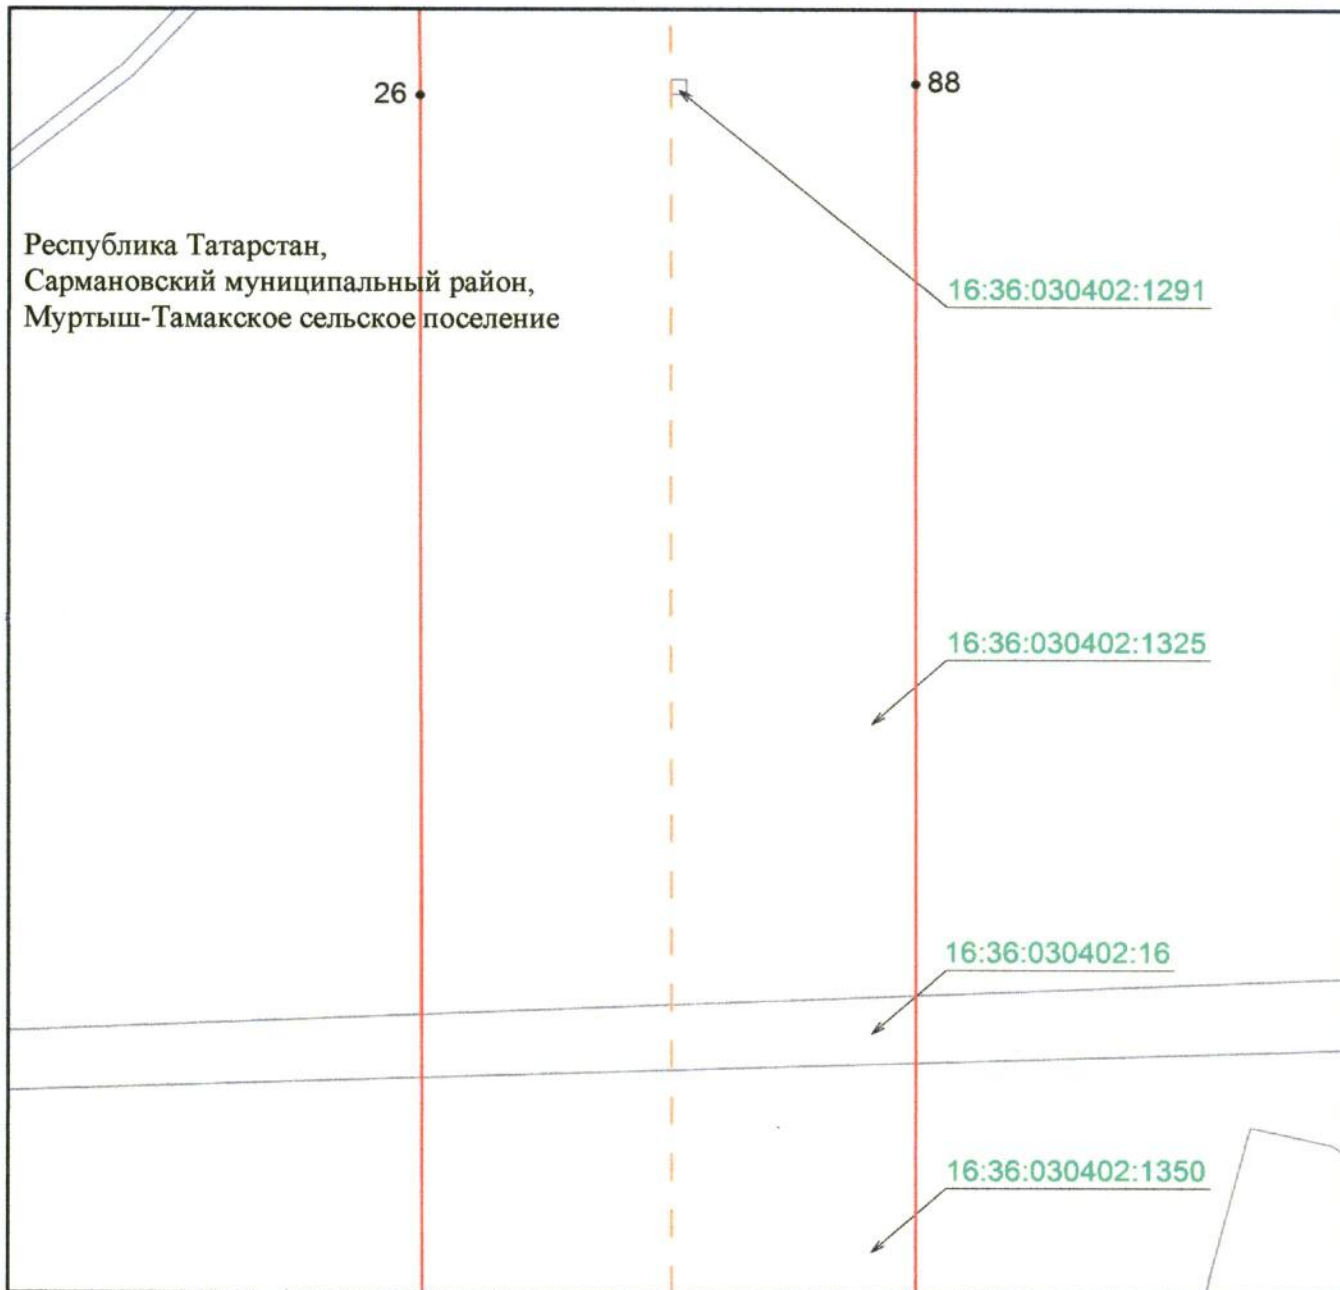 26
88
Республика Татарстан,
Сармановский муниципальный район,
Муртыш-Тамакское сельское поселение
16:36:030402:1291
16:36:030402:1325
16:36:030402:16
16:36:030402:1350